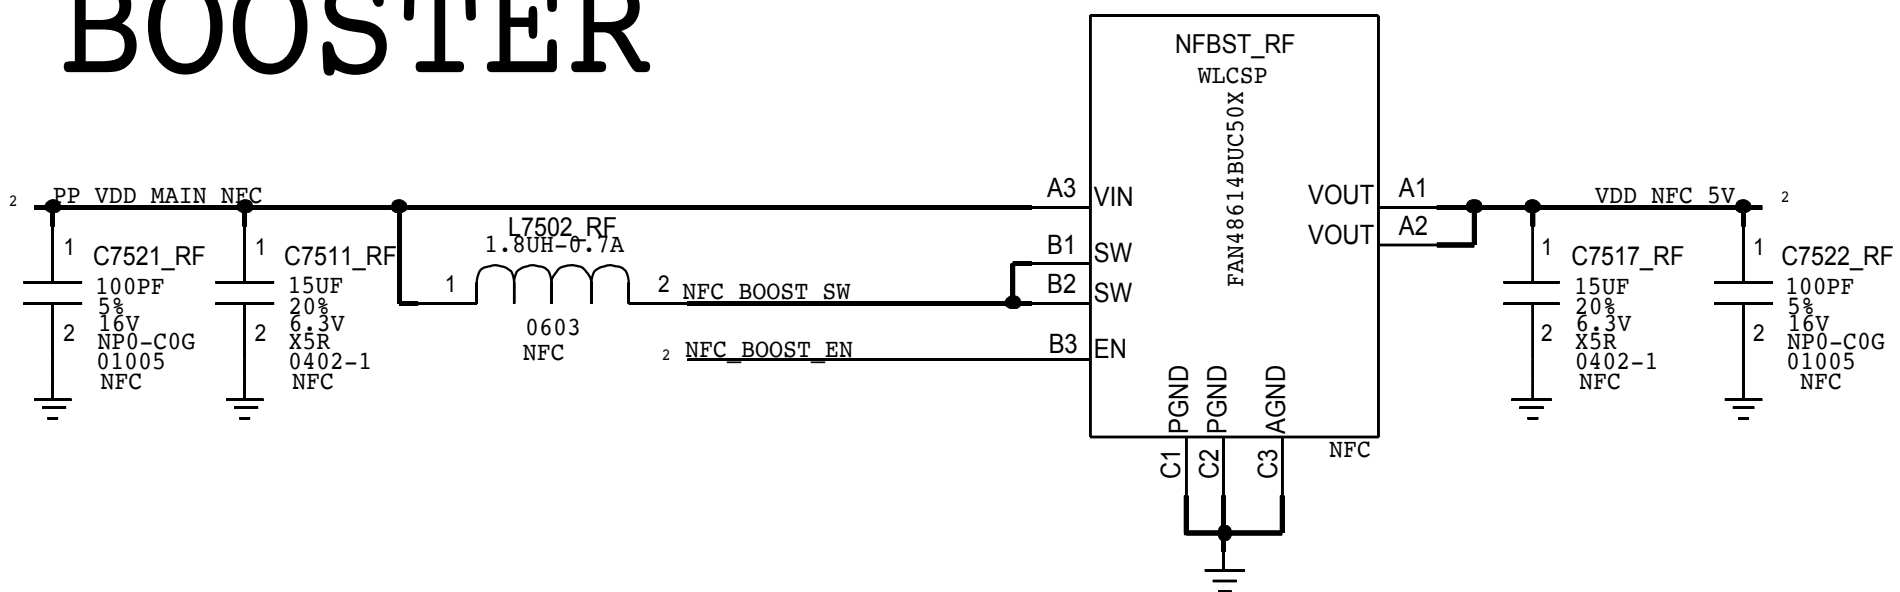 BOOSTER
NFBST_RF
WLCSP
FAN48614BUC50X
2 PP_VDD_MAIN_NFC
A3 VIN
VOUT A1
VDD_NFC_5V 2
VOUT A2
L7502_RF
1.8UH-0.7A
B1 SW
1 C7521_RF
100PF
5%
16V
2 NP0-C0G
01005
NFC
1 C7511_RF
15UF
20%
6.3V
2 X5R
0402-1
NFC
1 2 NFC_BOOST_SW
B2 SW
0603
NFC
2 NFC_BOOST_EN
B3 EN
1 C7517_RF
15UF
20%
6.3V
2 X5R
0402-1
NFC
1 C7522_RF
100PF
5%
16V
2 NP0-C0G
01005
NFC
PGND
PGND
AGND
NFC
C1
C2
C3